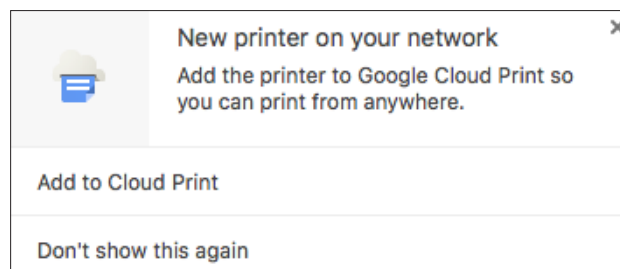 New printer on your network
Add the printer to Google Cloud Print so
you can print from anywhere.
Add to Cloud Print
Don't show this again